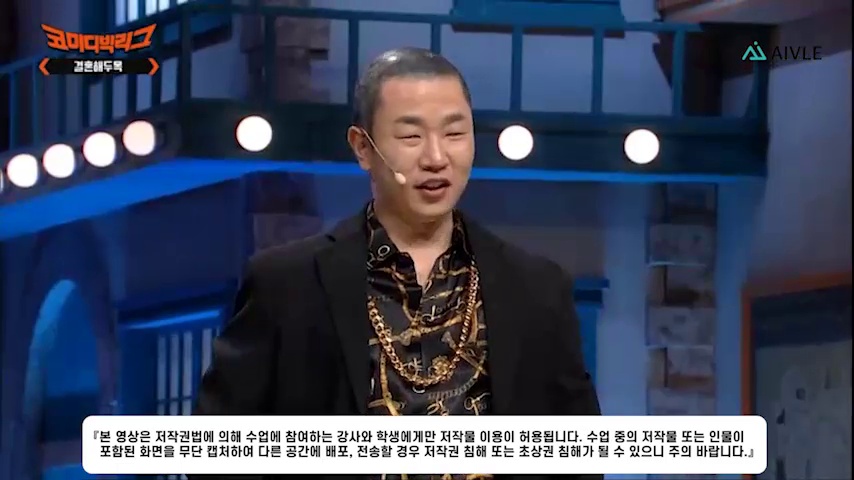 코미디빅리그
결혼해두목
AIVLE
『본 영상은 저작권법에 의해 수업에 참여하는 강사와 학생에게만 저작물 이용이 허용됩니다. 수업 중의 저작물 또는 인물이
포함된 화면을 무단 캡처하여 다른 공간에 배포, 전송할 경우 저작권 침해 또는 초상권 침해가 될 수 있으니 주의 바랍니다.』